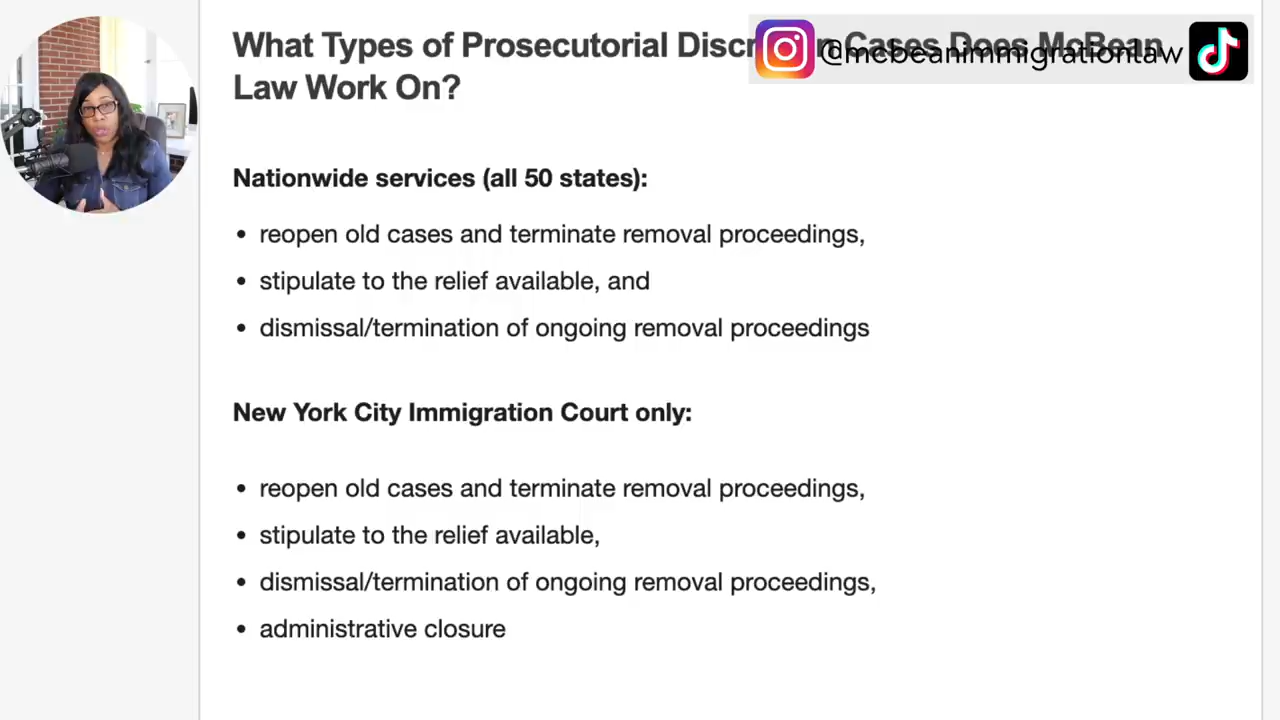 What Types of Prosecutorial Discr n Cases Does McBean
Law Work On?
@mcbeanimmigrationlaw
Nationwide services (all 50 states):
• reopen old cases and terminate removal proceedings,
• stipulate to the relief available, and
• dismissal/termination of ongoing removal proceedings
New York City Immigration Court only:
• reopen old cases and terminate removal proceedings,
• stipulate to the relief available,
• dismissal/termination of ongoing removal proceedings,
• administrative closure